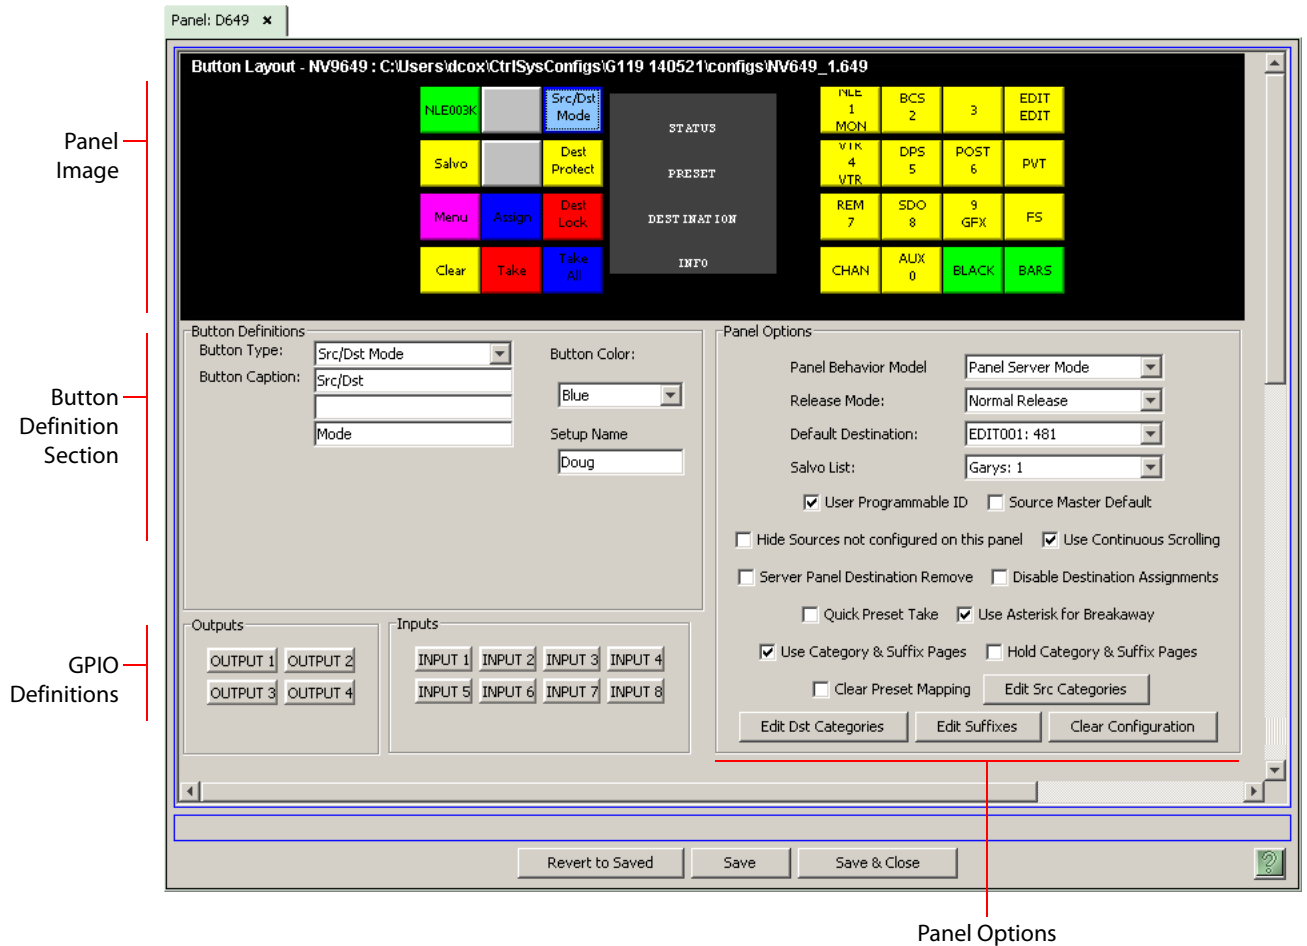 Panel: D649
Button Layout - NV9649 : C:\Users\dcox\CtrlSysConfigs\G119 140521\configs\NV649_1.649
Panel
Image
NLE003K
Src/Dst
Mode
Salvo
Dest
Protect
Menu
Assign
Dest
Lock
Clear
Take
Take
All
STATUS
PRESET
DESTINATION
INFO
NLE
1
MON
BCS
2
3
EDIT
EDIT
VTR
4
VTR
DPS
5
POST
6
PVT
REM
7
SDO
8
9
GFX
FS
CHAN
AUX
0
BLACK
BARS
Button
Definition
Section
Button Definitions
Button Type:
Src/Dst Mode
Button Caption:
Src/Dst
Mode
Button Color:
Blue
Setup Name
Doug
Panel Options
Panel Behavior Model
Panel Server Mode
Release Mode:
Normal Release
Default Destination:
EDIT001: 481
Salvo List:
Garys: 1
User Programmable ID
Source Master Default
Hide Sources not configured on this panel
Use Continuous Scrolling
Server Panel Destination Remove
Disable Destination Assignments
Quick Preset Take
Use Asterisk for Breakaway
Use Category & Suffix Pages
Hold Category & Suffix Pages
Clear Preset Mapping
Edit Src Categories
Edit Dst Categories
Edit Suffixes
Clear Configuration
GPIO
Definitions
Outputs
OUTPUT 1
OUTPUT 2
OUTPUT 3
OUTPUT 4
Inputs
INPUT 1
INPUT 2
INPUT 3
INPUT 4
INPUT 5
INPUT 6
INPUT 7
INPUT 8
Revert to Saved
Save
Save & Close
?
Panel Options